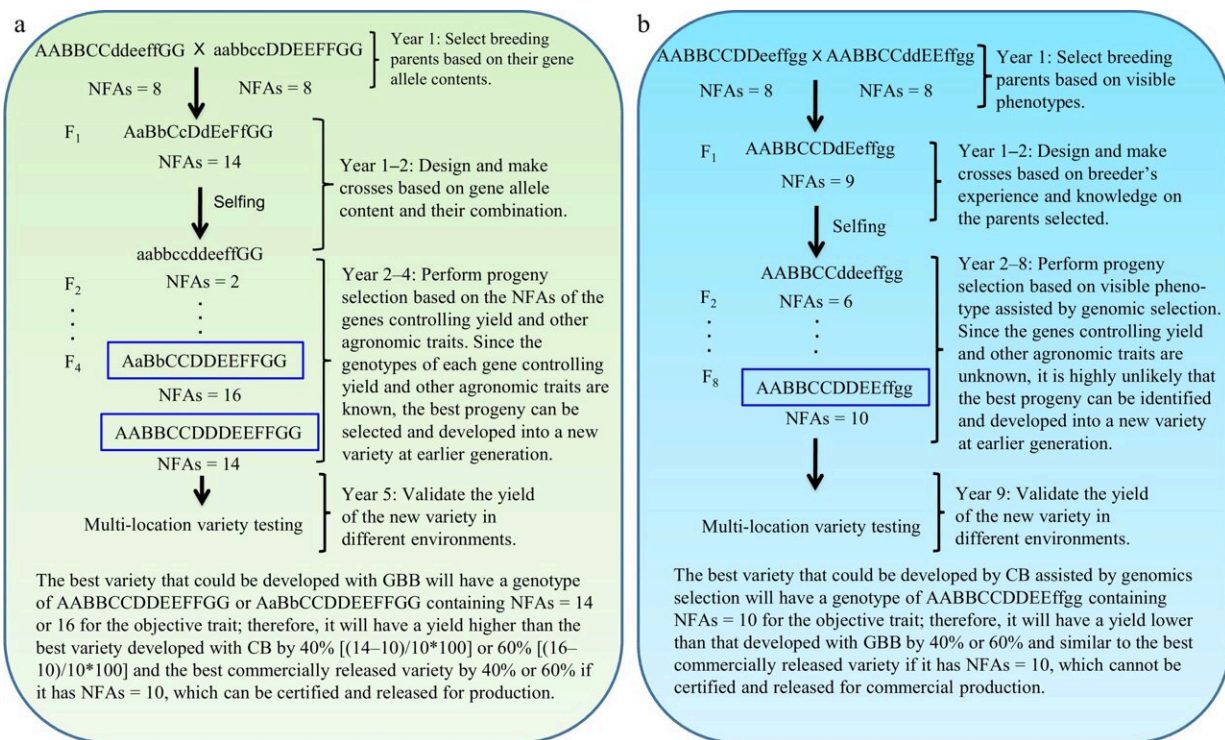 a
AABBCCddeeffGG X aabbccDDEEFFGG
NFAs = 8 NFAs = 8
Year 1: Select breeding
parents based on their gene
allele contents.
F1 AaBbCcDdEeFfGG
NFAs = 14
Selfing
Year 1–2: Design and make
crosses based on gene allele
content and their combination.
aabbccddeeffGG
F2 NFAs = 2
F4 AaBbCCDDEEFFGG
NFAs = 16
AABBCCDDDEEFFGG
NFAs = 14
Year 2–4: Perform progeny
selection based on the NFAs of the
genes controlling yield and other
agronomic traits. Since the
genotypes of each gene controlling
yield and other agronomic traits are
known, the best progeny can be
selected and developed into a new
variety at earlier generation.
Multi-location variety testing
Year 5: Validate the yield
of the new variety in
different environments.
The best variety that could be developed with GBB will have a genotype
of AABBCCDDEEFFGG or AaBbCCDDEEFFGG containing NFAs = 14
or 16 for the objective trait; therefore, it will have a yield higher than the
best variety developed with CB by 40% [(14–10)/10*100] or 60% [(16–
10)/10*100] and the best commercially released variety by 40% or 60% if
it has NFAs = 10, which can be certified and released for production.
b
AABBCCDDeeffgg X AABBCCddEEffgg
NFAs = 8 NFAs = 8
Year 1: Select breeding
parents based on visible
phenotypes.
F1 AABBCCDdEeffgg
NFAs = 9
Selfing
Year 1–2: Design and make
crosses based on breeder's
experience and knowledge on
the parents selected.
AABBCCddeeffgg
F2 NFAs = 6
F8 AABBCCDDEEffgg
NFAs = 10
Year 2–8: Perform progeny
selection based on visible pheno-
type assisted by genomic selection.
Since the genes controlling yield
and other agronomic traits are
unknown, it is highly unlikely that
the best progeny can be identified
and developed into a new variety
at earlier generation.
Multi-location variety testing
Year 9: Validate the yield
of the new variety in
different environments.
The best variety that could be developed by CB assisted by genomics
selection will have a genotype of AABBCCDDEEffgg containing
NFAs = 10 for the objective trait; therefore, it will have a yield lower
than that developed with GBB by 40% or 60% and similar to the best
commercially released variety if it has NFAs = 10, which cannot be
certified and released for commercial production.